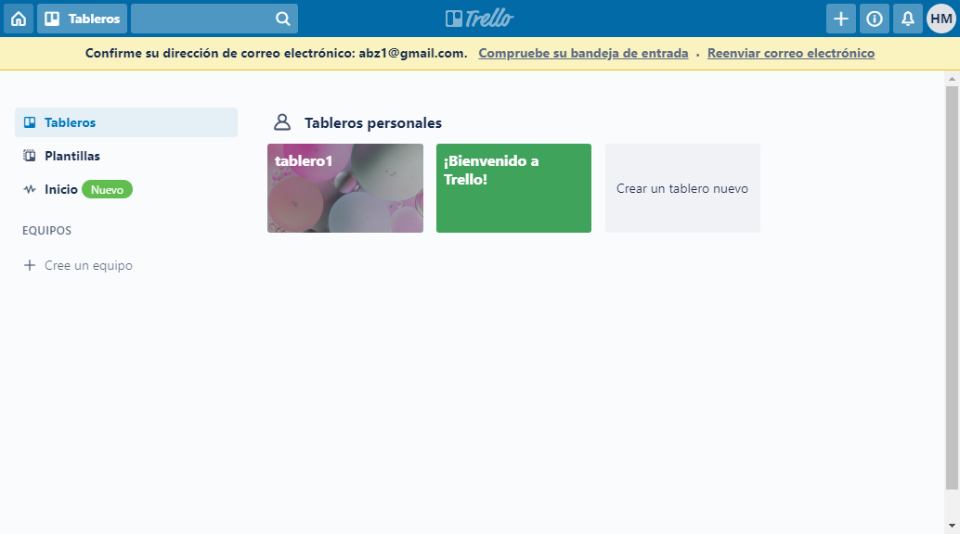 Tableros
Trello
HM
Confirme su dirección de correo electrónico: abz1@gmail.com. Compruebe su bandeja de entrada • Reenviar correo electrónico
Tableros
Plantillas
Inicio Nuevo
EQUIPOS
Cree un equipo
Tableros personales
tablero1
¡Bienvenido a
Trello!
Crear un tablero nuevo